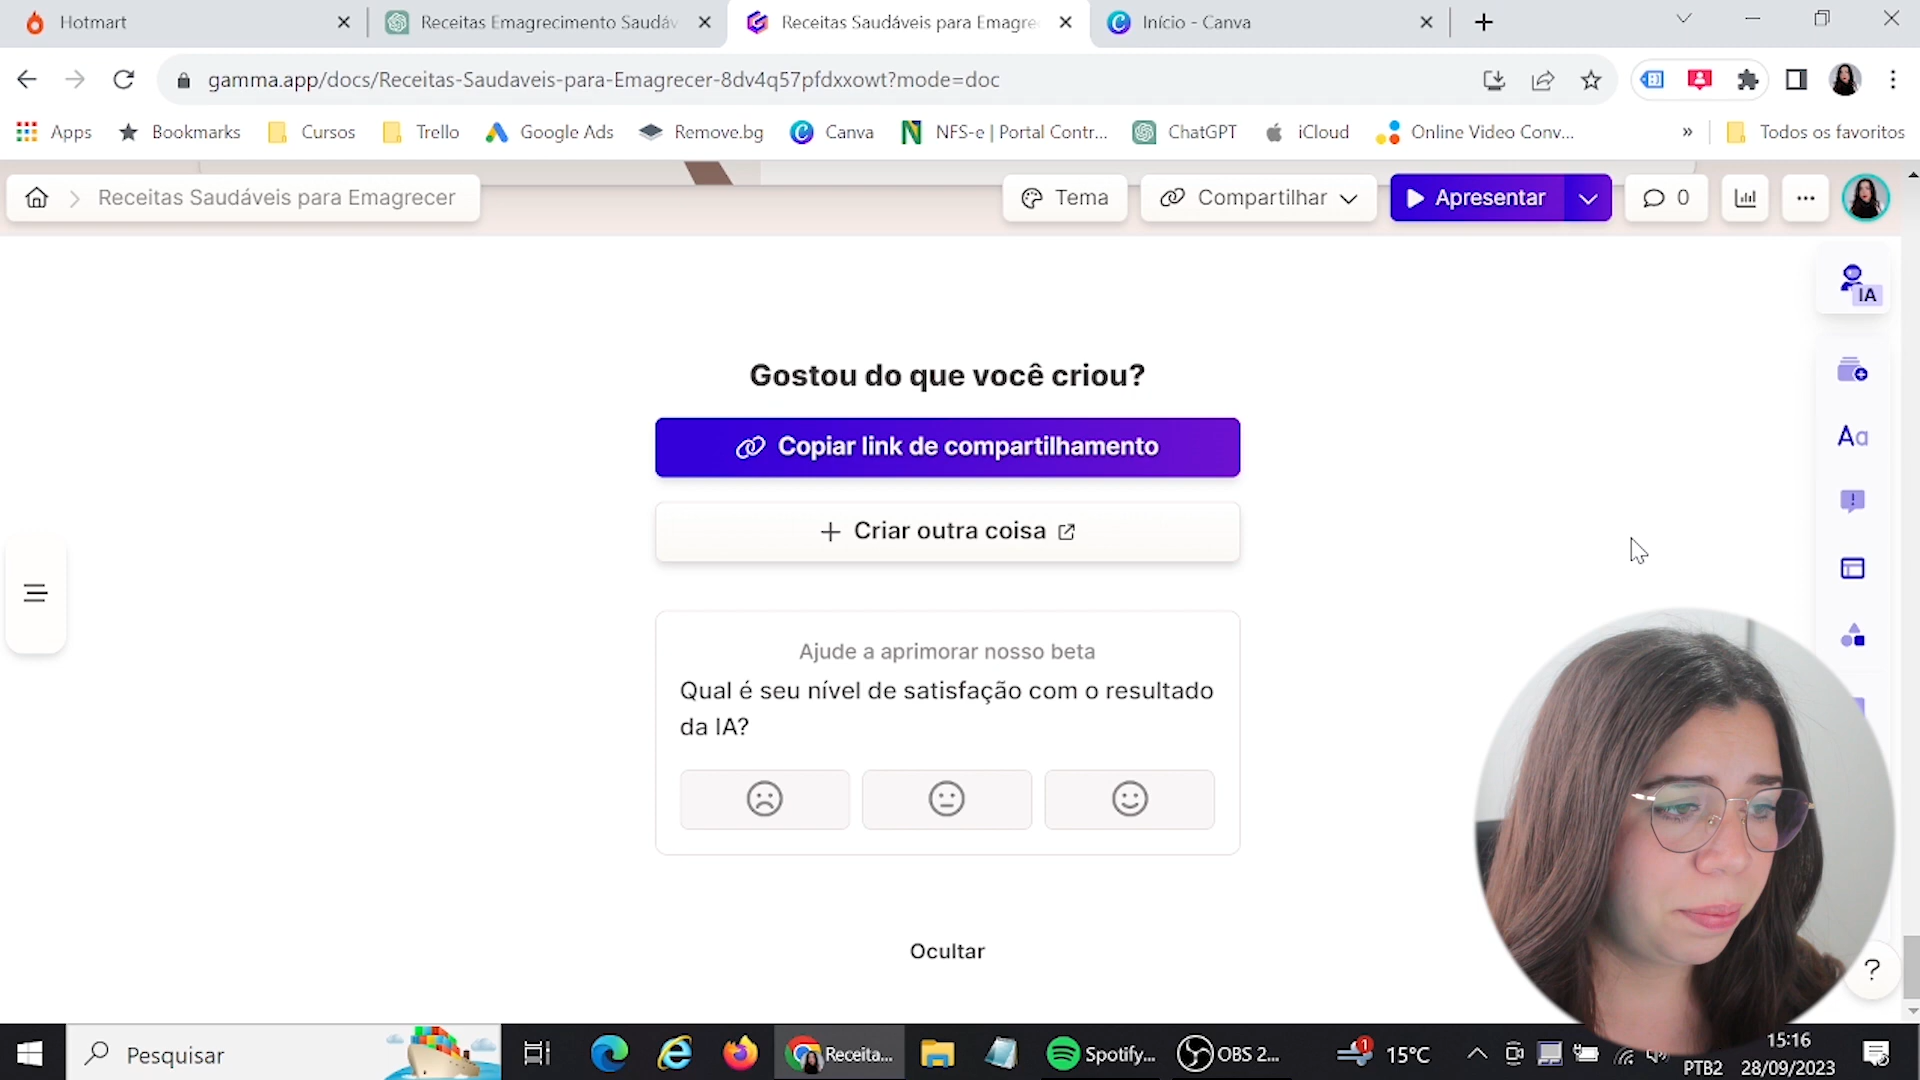 Hotmart
Receitas Emagrecimento Saudáv
Receitas Saudáveis para Emagre
Início - Canva
gamma.app/docs/Receitas-Saudaveis-para-Emagrecer-8dv4q57pfdxxowt?mode=doc
Apps
Bookmarks
Cursos
Trello
Google Ads
Remove.bg
Canva
NFS-e | Portal Contr...
ChatGPT
iCloud
Online Video Conv...
»
Todos os favoritos
Receitas Saudáveis para Emagrecer
Tema
Compartilhar
Apresentar
0
IA
Aa
Gostou do que você criou?
Copiar link de compartilhamento
+ Criar outra coisa
Ajude a aprimorar nosso beta
Qual é seu nível de satisfação com o resultado
da IA?
Ocultar
?
Pesquisar
Receita...
Spotify...
OBS 2...
1
15°C
15:16
PTB2
28/09/2023